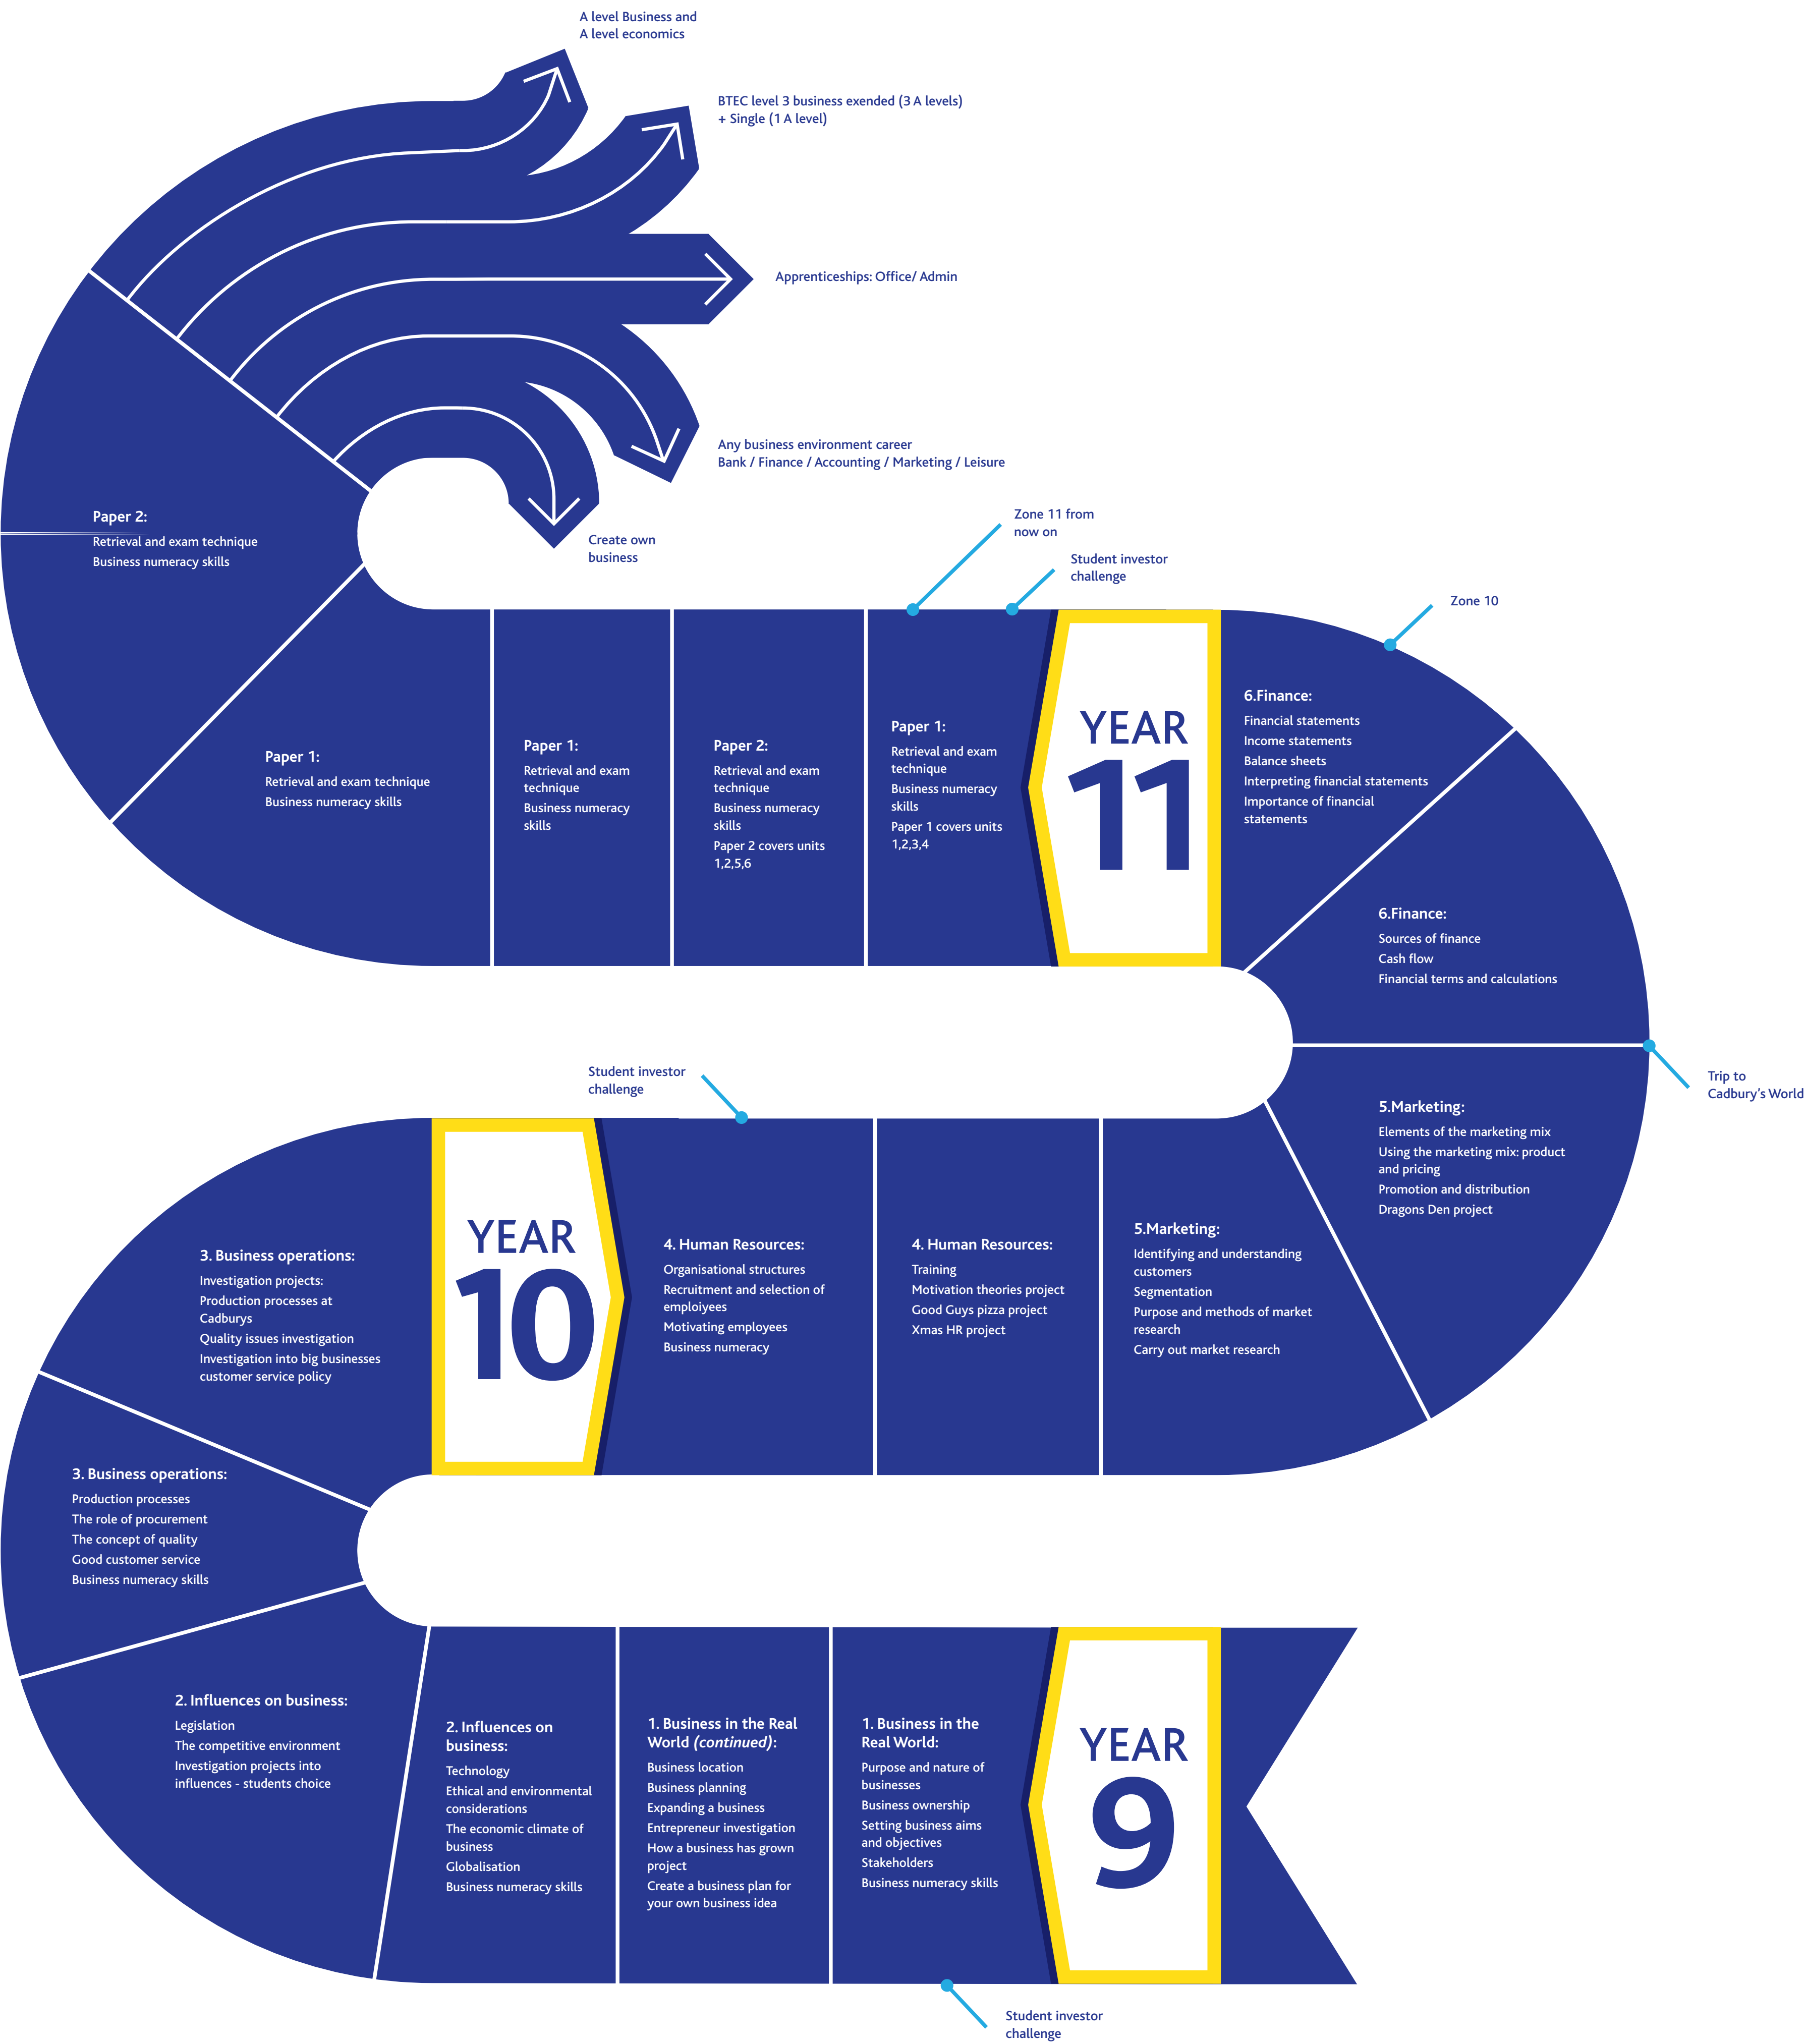 A level Business and
A level economics
BTEC level 3 business exended (3 A levels)
+ Single (1 A level)
Apprenticeships: Office/ Admin
Any business environment career
Bank / Finance / Accounting / Marketing / Leisure
Create own
business
Zone 11 from
now on
Student investor
challenge
Zone 10
Paper 2:
Retrieval and exam technique
Business numeracy skills
Paper 1:
Retrieval and exam technique
Business numeracy skills
Paper 1:
Retrieval and exam
technique
Business numeracy
skills
Paper 2:
Retrieval and exam
technique
Business numeracy
skills
Paper 2 covers units
1,2,5,6
Paper 1:
Retrieval and exam
technique
Business numeracy
skills
Paper 1 covers units
1,2,3,4
YEAR
11
6.Finance:
Financial statements
Income statements
Balance sheets
Interpreting financial statements
Importance of financial
statements
6.Finance:
Sources of finance
Cash flow
Financial terms and calculations
Trip to
Cadbury's World
5.Marketing:
Elements of the marketing mix
Using the marketing mix: product
and pricing
Promotion and distribution
Dragons Den project
Student investor
challenge
3. Business operations:
Investigation projects:
Production processes at
Cadburys
Quality issues investigation
Investigation into big businesses
customer service policy
YEAR
10
4. Human Resources:
Organisational structures
Recruitment and selection of
emploiyees
Motivating employees
Business numeracy
4. Human Resources:
Training
Motivation theories project
Good Guys pizza project
Xmas HR project
5.Marketing:
Identifying and understanding
customers
Segmentation
Purpose and methods of market
research
Carry out market research
3. Business operations:
Production processes
The role of procurement
The concept of quality
Good customer service
Business numeracy skills
2. Influences on business:
Legislation
The competitive environment
Investigation projects into
influences - students choice
2. Influences on
business:
Technology
Ethical and environmental
considerations
The economic climate of
business
Globalisation
Business numeracy skills
1. Business in the Real
World (continued):
Business location
Business planning
Expanding a business
Entrepreneur investigation
How a business has grown
project
Create a business plan for
your own business idea
1. Business in the
Real World:
Purpose and nature of
businesses
Business ownership
Setting business aims
and objectives
Stakeholders
Business numeracy skills
YEAR
9
Student investor
challenge